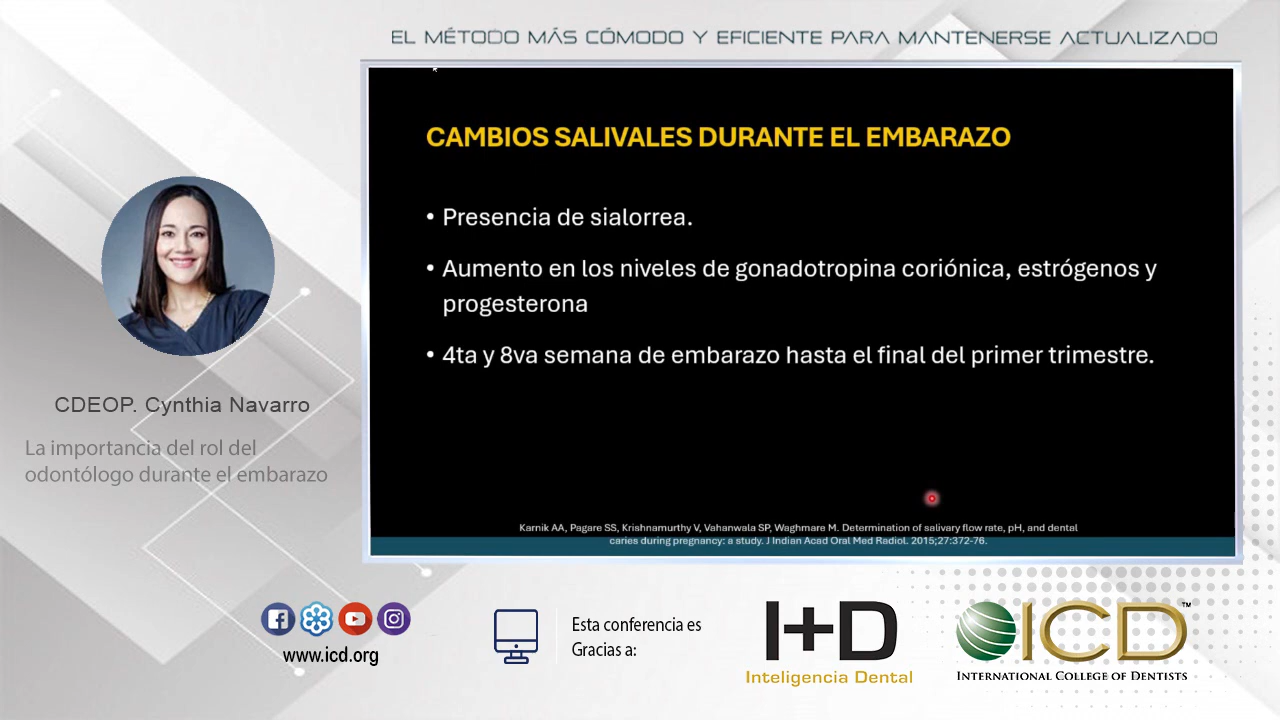 EL MÉTODO MÁS CÓMODO Y EFICIENTE PARA MANTENERSE ACTUALIZADO
CAMBIOS SALIVALES DURANTE EL EMBARAZO
• Presencia de sialorrea.
• Aumento en los niveles de gonadotropina coriónica, estrógenos y
progesterona
• 4ta y 8va semana de embarazo hasta el final del primer trimestre.
Karnik AA, Pagare SS, Krishnamurthy V, Vahanwala SP, Waghmare M. Determination of salivary flow rate, pH, and dental
caries during pregnancy: a study. J Indian Acad Oral Med Radiol. 2015;27:372-76.
CDEOP. Cynthia Navarro
La importancia del rol del
odontólogo durante el embarazo
www.icd.org
Esta conferencia es
Gracias a:
I+D
Inteligencia Dental
ICD™
INTERNATIONAL COLLEGE OF DENTISTS